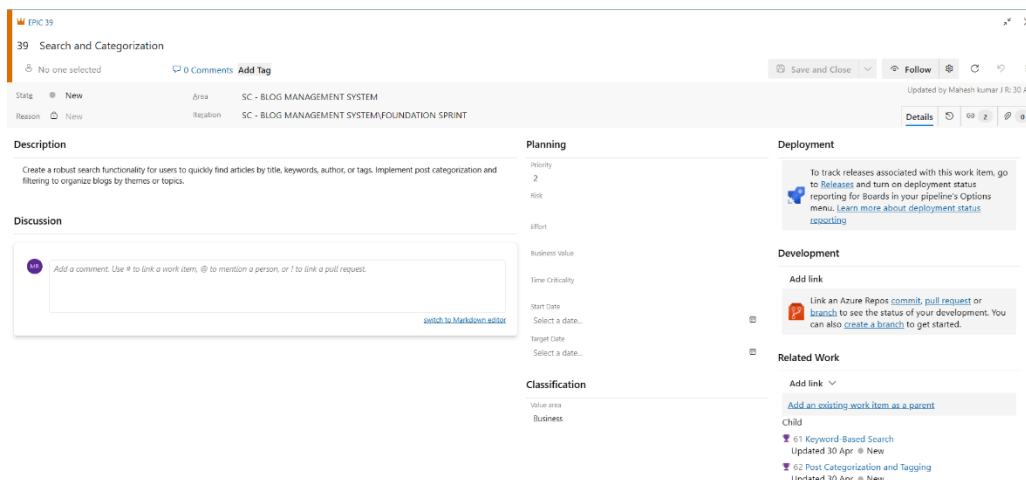 EPIC 39
39 Search and Categorization
No one selected
0 Comments Add Tag
Save and Close
Follow
State New
Area SC - BLOG MANAGEMENT SYSTEM
Updated by Mahesh kumar J R: 30 A
Reason New
Iteration SC - BLOG MANAGEMENT SYSTEM\FOUNDATION SPRINT
Details
2
0
Description
Create a robust search functionality for users to quickly find articles by title, keywords, author, or tags. Implement post categorization and
filtering to organize blogs by themes or topics.
Discussion
MR
Add a comment. Use # to link a work item, @ to mention a person, or ! to link a pull request.
switch to Markdown editor
Planning
Priority
2
Risk
Effort
Business Value
Time Criticality
Start Date
Select a date...
Target Date
Select a date...
Classification
Value area
Business
Deployment
To track releases associated with this work item, go
to Releases and turn on deployment status
reporting for Boards in your pipeline's Options
menu. Learn more about deployment status
reporting
Development
Add link
Link an Azure Repos commit, pull request or
branch to see the status of your development. You
can also create a branch to get started.
Related Work
Add link
Add an existing work item as a parent
Child
61 Keyword-Based Search
Updated 30 Apr New
62 Post Categorization and Tagging
Updated 30 Apr New